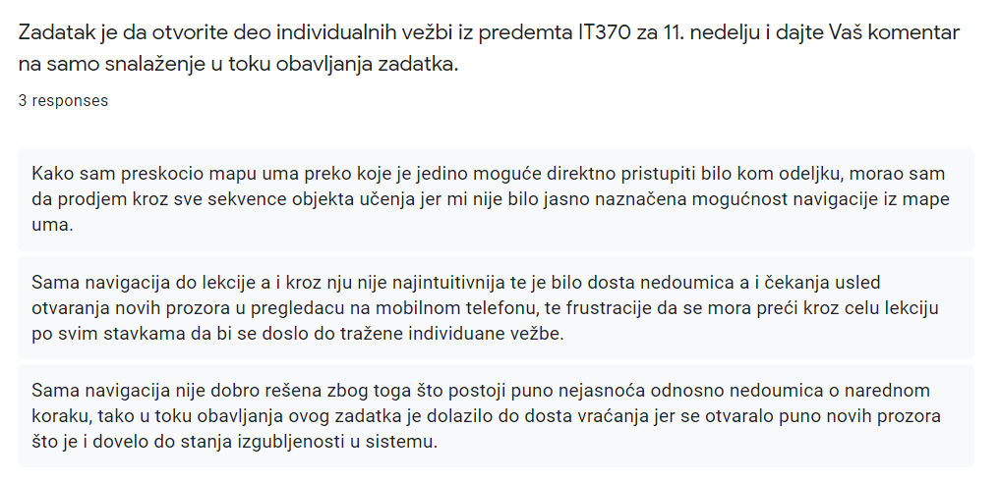 Zadatak je da otvorite deo individualnih vežbi iz predemta IT370 za 11. nedelju i dajte Vaš komentar
na samo snalaženje u toku obavljanja zadatka.
3 responses
Kako sam preskocio mapu uma preko koje je jedino moguće direktno pristupiti bilo kom odeljku, morao sam
da prodjem kroz sve sekvence objekta učenja jer mi nije bilo jasno naznačena mogućnost navigacije iz mape
uma.
Sama navigacija do lekcije a i kroz nju nije najintuitivnija te je bilo dosta nedoumica a i čekanja usled
otvaranja novih prozora u pregledacu na mobilnom telefonu, te frustracije da se mora preći kroz celu lekciju
po svim stavkama da bi se doslo do tražene individuane vežbe.
Sama navigacija nije dobro rešena zbog toga što postoji puno nejasnoća odnosno nedoumica o narednom
koraku, tako u toku obavljanja ovog zadatka je dolazilo do dosta vraćanja jer se otvaralo puno novih prozora
što je i dovelo do stanja izgubljenosti u sistemu.